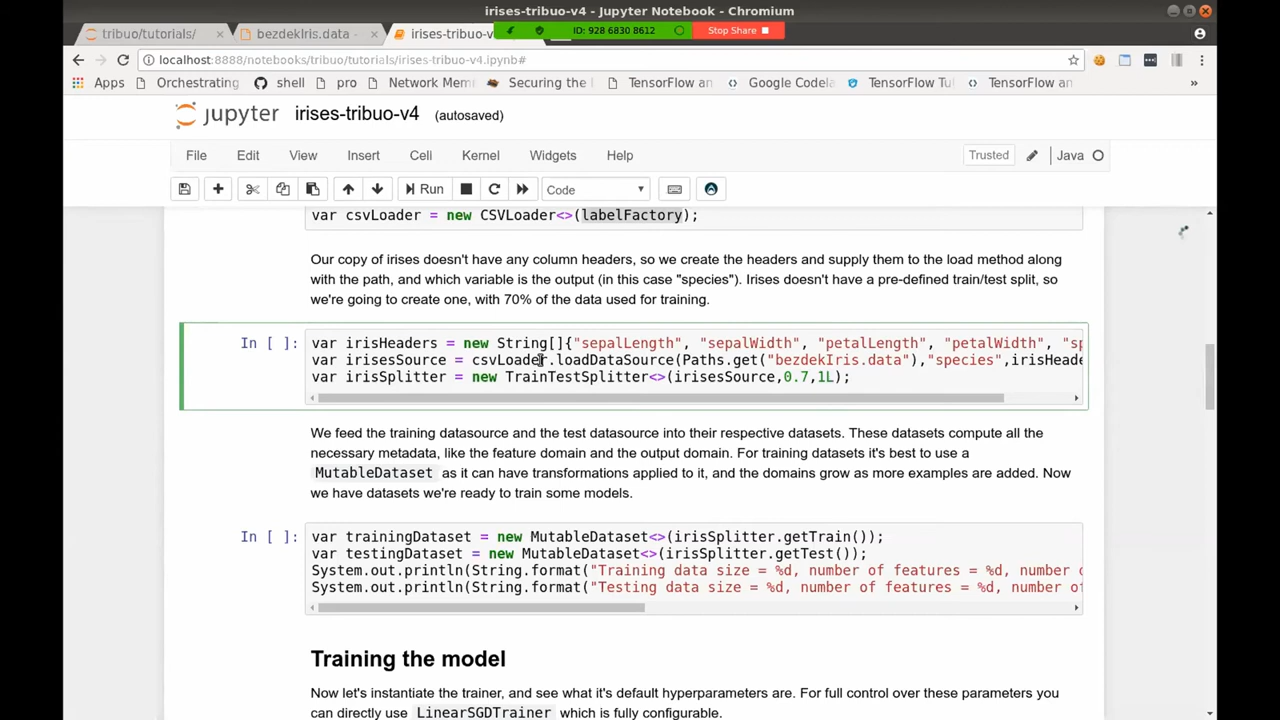 irises-tribuo-v4 - Jupyter Notebook - Chromium
tribuo/tutorials/
bezdekIris.data -
irises-tribuo-v
ID: 928 6830 8612
Stop Share
localhost:8888/notebooks/tribuo/tutorials/irises-tribuo-v4.ipynb#
Apps Orchestrating shell pro Network Mem Securing the TensorFlow an Google Codela TensorFlow Tut TensorFlow an »
jupyter irises-tribuo-v4 (autosaved)
File Edit View Insert Cell Kernel Widgets Help Trusted Java
Run Code
var csvLoader = new CSVLoader<>(labelFactory);
Our copy of irises doesn't have any column headers, so we create the headers and supply them to the load method along
with the path, and which variable is the output (in this case "species"). Irises doesn't have a pre-defined train/test split, so
we're going to create one, with 70% of the data used for training.
In [ ]: var irisHeaders = new String[]{"sepalLength", "sepalWidth", "petalLength", "petalWidth", "sp
var irisesSource = csvLoader.loadDataSource(Paths.get("bezdekIris.data"),"species",irisHeade
var irisSplitter = new TrainTestSplitter<>(irisesSource,0.7,1L);
We feed the training datasource and the test datasource into their respective datasets. These datasets compute all the
necessary metadata, like the feature domain and the output domain. For training datasets it's best to use a
MutableDataset as it can have transformations applied to it, and the domains grow as more examples are added. Now
we have datasets we're ready to train some models.
In [ ]: var trainingDataset = new MutableDataset<>(irisSplitter.getTrain());
var testingDataset = new MutableDataset<>(irisSplitter.getTest());
System.out.println(String.format("Training data size = %d, number of features = %d, number o
System.out.println(String.format("Testing data size = %d, number of features = %d, number of
Training the model
Now let's instantiate the trainer, and see what it's default hyperparameters are. For full control over these parameters you
can directly use LinearSGDTrainer which is fully configurable.